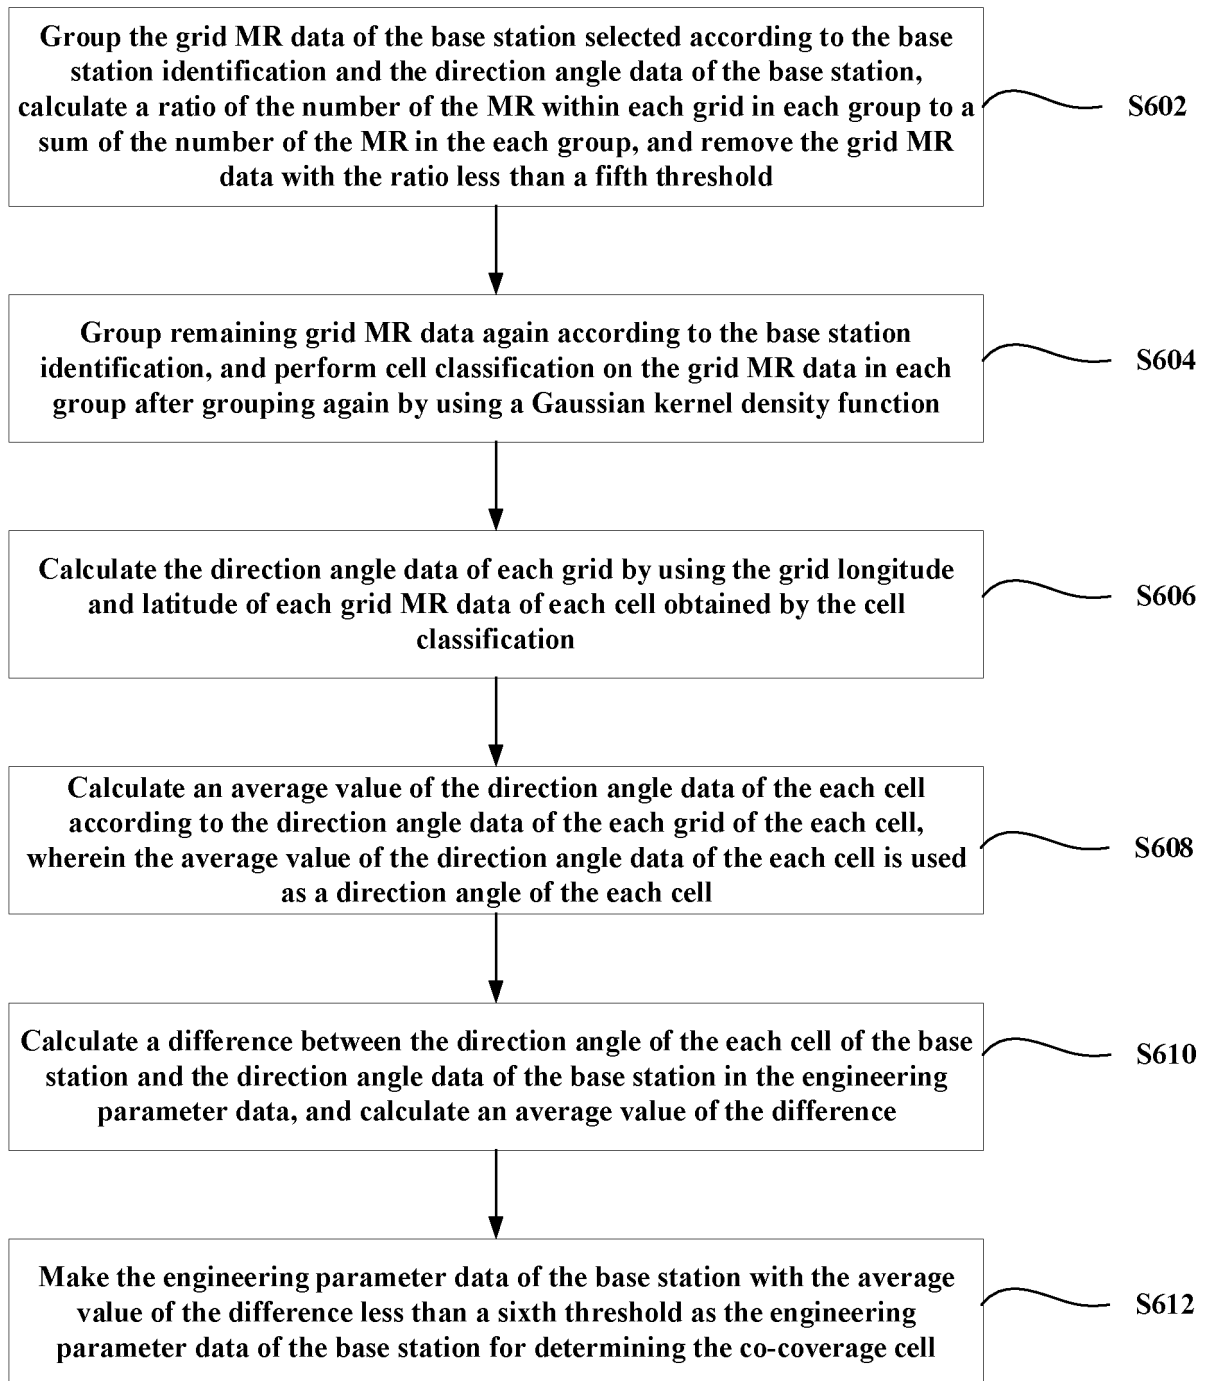 Group the grid MR data of the base station selected according to the base
station identification and the direction angle data of the base station,
calculate a ratio of the number of the MR within each grid in each group to a
sum of the number of the MR in the each group, and remove the grid MR
data with the ratio less than a fifth threshold
S602
Group remaining grid MR data again according to the base station
identification, and perform cell classification on the grid MR data in each
group after grouping again by using a Gaussian kernel density function
S604
Calculate the direction angle data of each grid by using the grid longitude
and latitude of each grid MR data of each cell obtained by the cell
classification
S606
Calculate an average value of the direction angle data of the each cell
according to the direction angle data of the each grid of the each cell,
wherein the average value of the direction angle data of the each cell is used
as a direction angle of the each cell
S608
Calculate a difference between the direction angle of the each cell of the base
station and the direction angle data of the base station in the engineering
parameter data, and calculate an average value of the difference
S610
Make the engineering parameter data of the base station with the average
value of the difference less than a sixth threshold as the engineering
parameter data of the base station for determining the co-coverage cell
S612